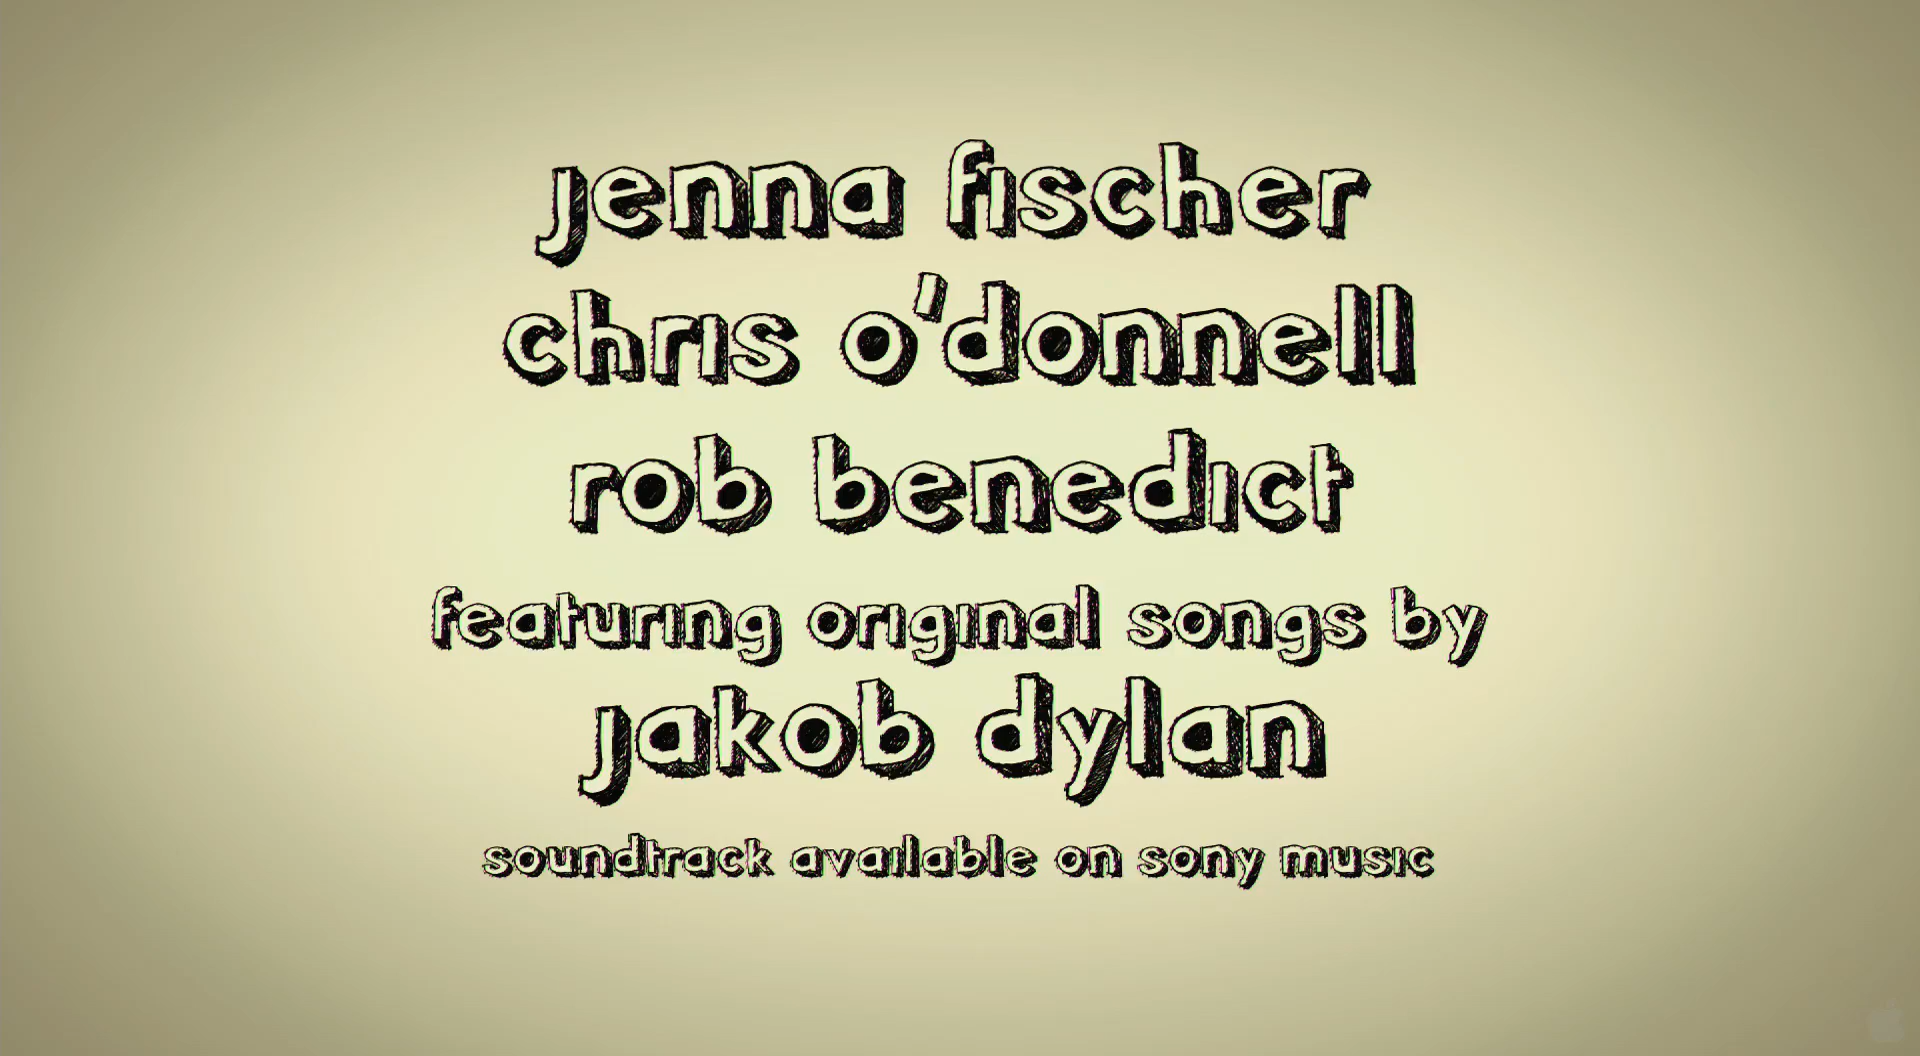 jenna fischer
chris o'donnell
rob benedict
featuring original songs by
jakob dylan
soundtrack available on sony music